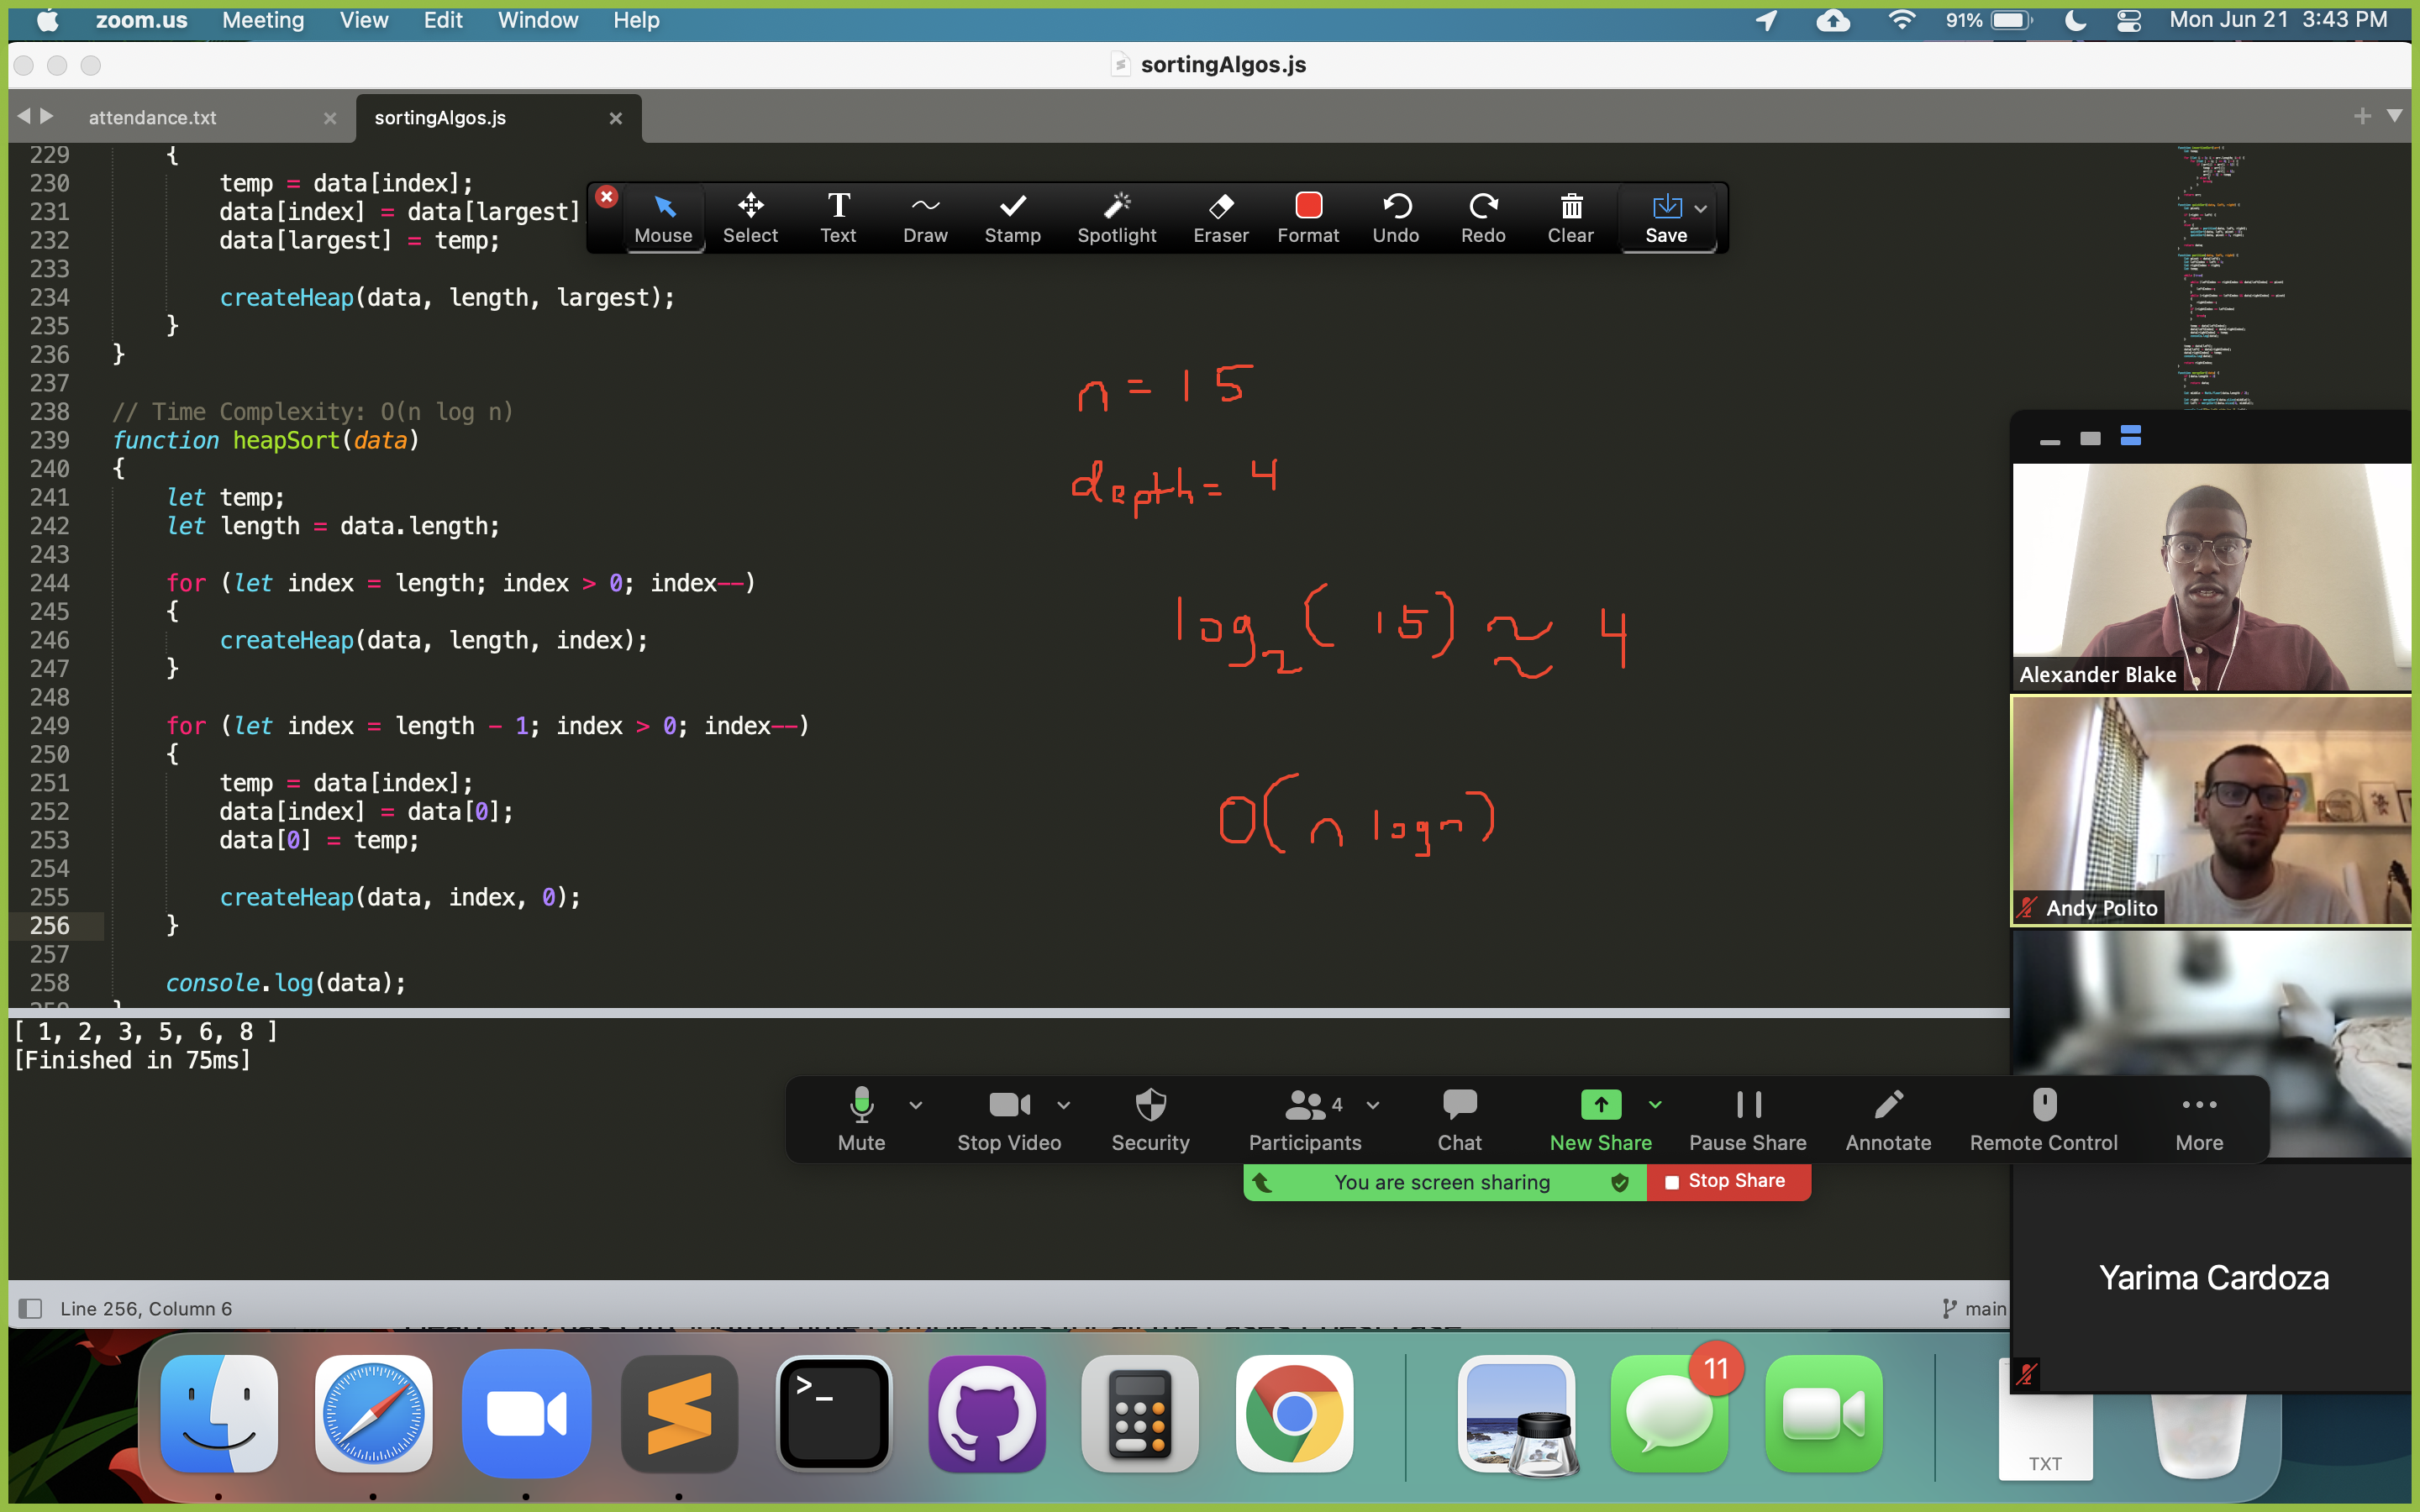 zoom.us Meeting View Edit Window Help 91% Mon Jun 21 3:43 PM
sortingAlgos.js
attendance.txt × sortingAlgos.js ×
229 {
230 temp = data[index];
231 data[index] = data[largest]
232 data[largest] = temp;
233
234 createHeap(data, length, largest);
235 }
236 }
237
238 // Time Complexity: O(n log n)
239 function heapSort(data)
240 {
241 let temp;
242 let length = data.length;
243
244 for (let index = length; index > 0; index--)
245 {
246 createHeap(data, length, index);
247 }
248
249 for (let index = length - 1; index > 0; index--)
250 {
251 temp = data[index];
252 data[index] = data[0];
253 data[0] = temp;
254
255 createHeap(data, index, 0);
256 }
257
258 console.log(data);
259 }
Mouse Select Text Draw Stamp Spotlight Eraser Format Undo Redo Clear Save
n = 15
depth = 4
log₂(15) ≈ 4
O(n log n)
Alexander Blake
Andy Polito
Yarima Cardoza
[ 1, 2, 3, 5, 6, 8 ]
[Finished in 75ms]
4
Mute Stop Video Security Participants Chat New Share Pause Share Annotate Remote Control More
You are screen sharing Stop Share
Line 256, Column 6 main
11
TXT